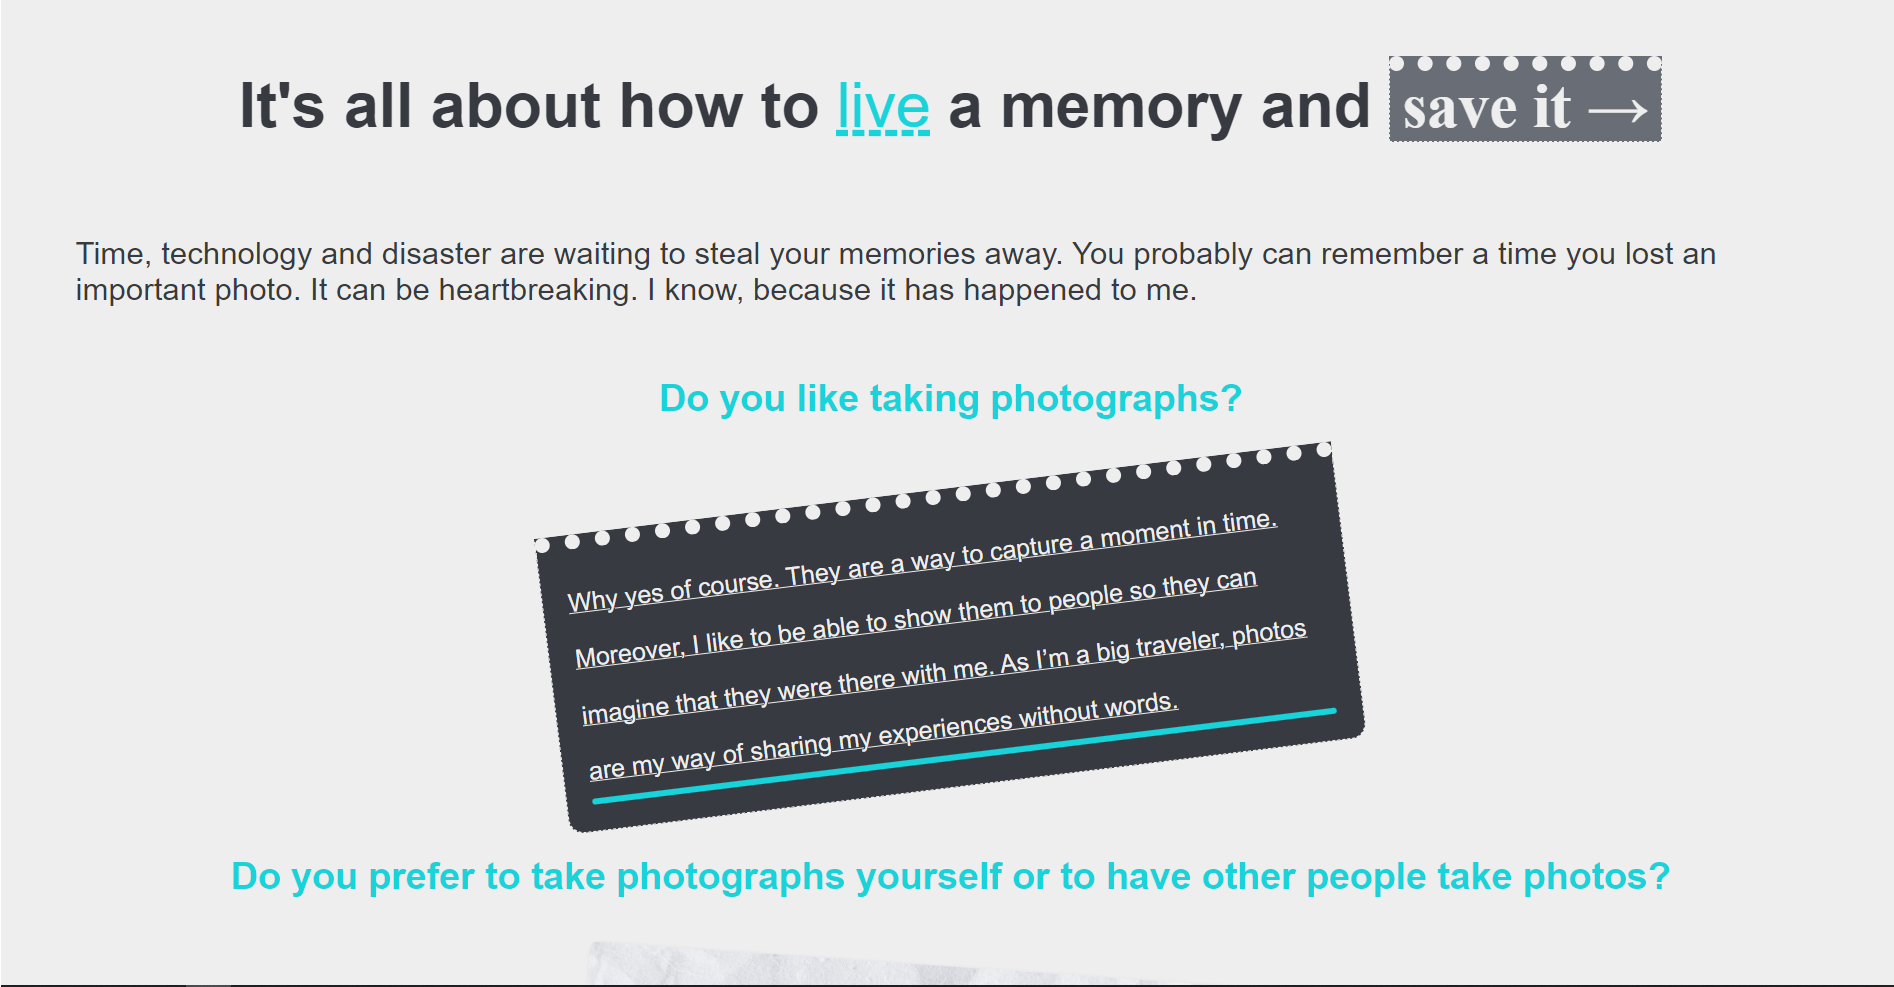 It's all about how to live a memory and save it →
Time, technology and disaster are waiting to steal your memories away. You probably can remember a time you lost an
important photo. It can be heartbreaking. I know, because it has happened to me.
Do you like taking photographs?
Why yes of course. They are a way to capture a moment in time.
Moreover, I like to be able to show them to people so they can
imagine that they were there with me. As I’m a big traveler, photos
are my way of sharing my experiences without words.
Do you prefer to take photographs yourself or to have other people take photos?